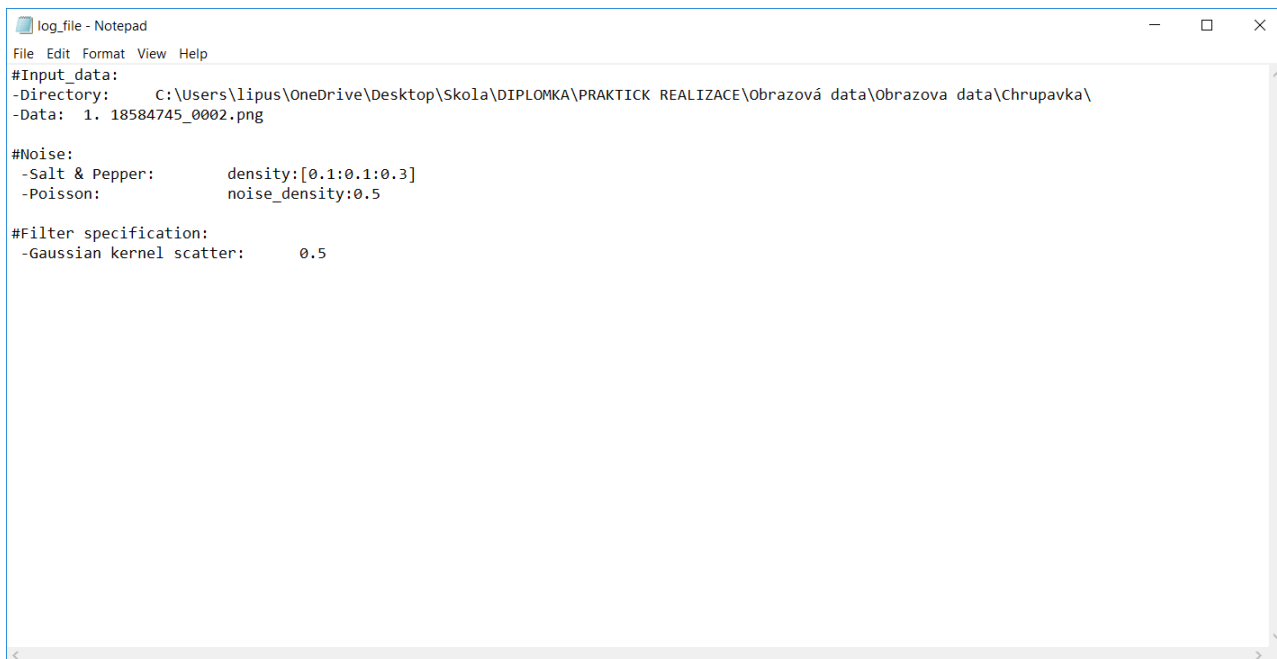 log_file - Notepad
File Edit Format View Help
#Input_data:
-Directory: C:\Users\lipus\OneDrive\Desktop\Skola\DIPLOMKA\PRAKTICK REALIZACE\Obrazová data\Obrazova data\Chrupavka\
-Data: 1. 18584745_0002.png
#Noise:
-Salt & Pepper: density:[0.1:0.1:0.3]
-Poisson: noise_density:0.5
#Filter specification:
-Gaussian kernel scatter: 0.5